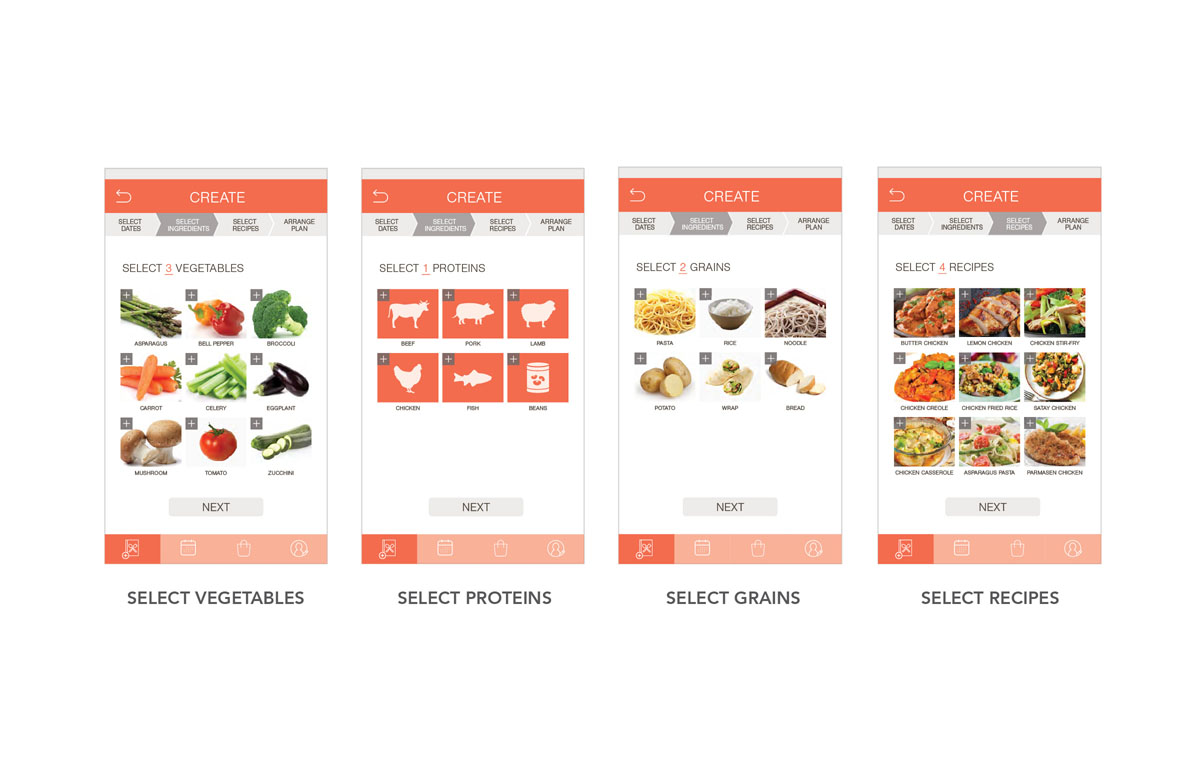 CREATE
SELECT DATES
SELECT INGREDIENTS
SELECT RECIPES
ARRANGE PLAN
SELECT 3 VEGETABLES
ASPARAGUS
BELL PEPPER
BROCCOLI
CARROT
CELERY
EGGPLANT
MUSHROOM
TOMATO
ZUCCHINI
NEXT
SELECT VEGETABLES
CREATE
SELECT DATES
SELECT INGREDIENTS
SELECT RECIPES
ARRANGE PLAN
SELECT 1 PROTEINS
BEEF
PORK
LAMB
CHICKEN
FISH
BEANS
NEXT
SELECT PROTEINS
CREATE
SELECT DATES
SELECT INGREDIENTS
SELECT RECIPES
ARRANGE PLAN
SELECT 2 GRAINS
PASTA
RICE
NOODLE
POTATO
WRAP
BREAD
NEXT
SELECT GRAINS
CREATE
SELECT DATES
SELECT INGREDIENTS
SELECT RECIPES
ARRANGE PLAN
SELECT 4 RECIPES
BUTTER CHICKEN
LEMON CHICKEN
CHICKEN STIR-FRY
CHICKEN CREOLE
CHICKEN FRIED RICE
SATAY CHICKEN
CHICKEN CASSEROLE
ASPARAGUS PASTA
PARMASEN CHICKEN
NEXT
SELECT RECIPES